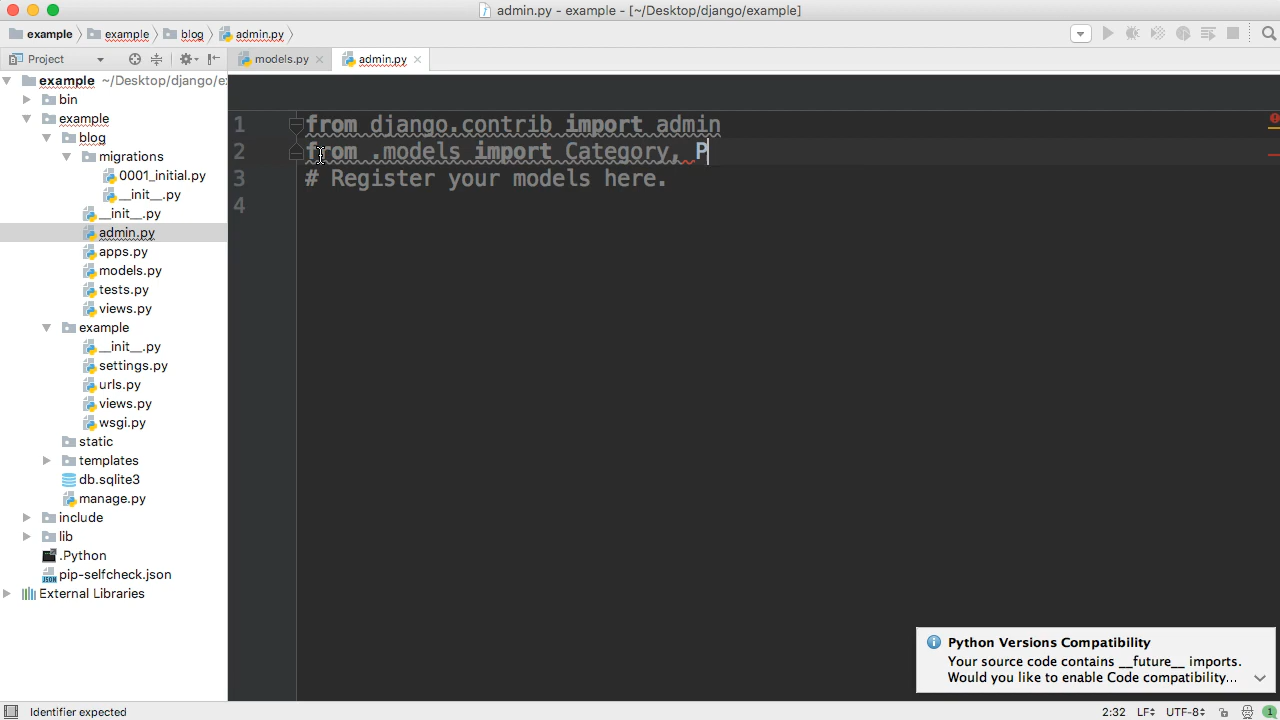 admin.py - example - [~/Desktop/django/example]
example example blog admin.py
Project models.py admin.py
example ~/Desktop/django/e
bin
example
blog
migrations
0001_initial.py
__init__.py
__init__.py
admin.py
apps.py
models.py
tests.py
views.py
example
__init__.py
settings.py
urls.py
views.py
wsgi.py
static
templates
db.sqlite3
manage.py
include
lib
.Python
pip-selfcheck.json
External Libraries
1 from django.contrib import admin
2 from .models import Category, P
3 # Register your models here.
4
Python Versions Compatibility
Your source code contains __future__ imports.
Would you like to enable Code compatibility...
Identifier expected 2:32 LF÷ UTF-8÷ 1